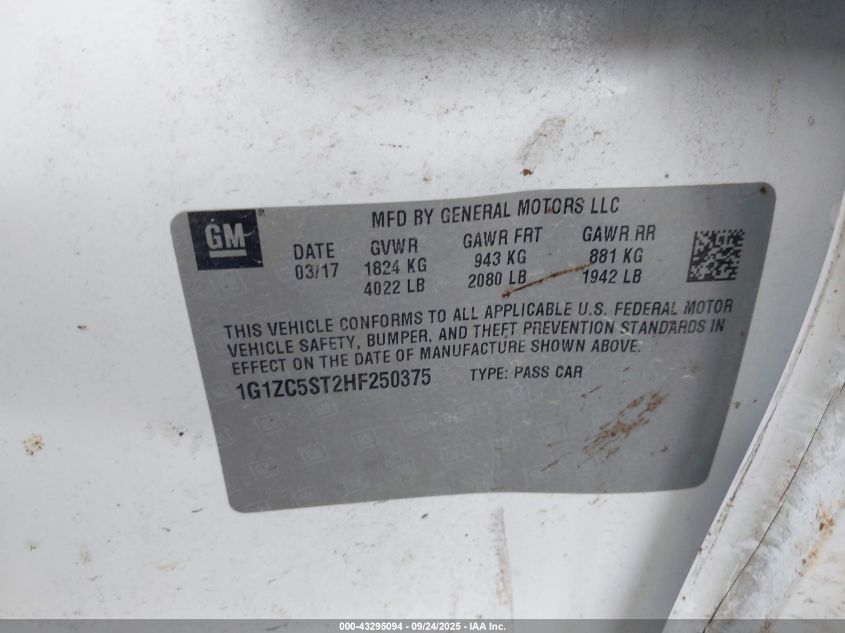 GM ®
MFD BY GENERAL MOTORS LLC
DATE GVWR GAWR FRT GAWR RR
03/17 1824 KG 943 KG 881 KG
4022 LB 2080 LB 1942 LB
THIS VEHICLE CONFORMS TO ALL APPLICABLE U.S. FEDERAL MOTOR
VEHICLE SAFETY, BUMPER, AND THEFT PREVENTION STANDARDS IN
EFFECT ON THE DATE OF MANUFACTURE SHOWN ABOVE.
1G1ZC5ST2HF250375 TYPE: PASS CAR
000-43295094 - 09/24/2025 - IAA Inc.